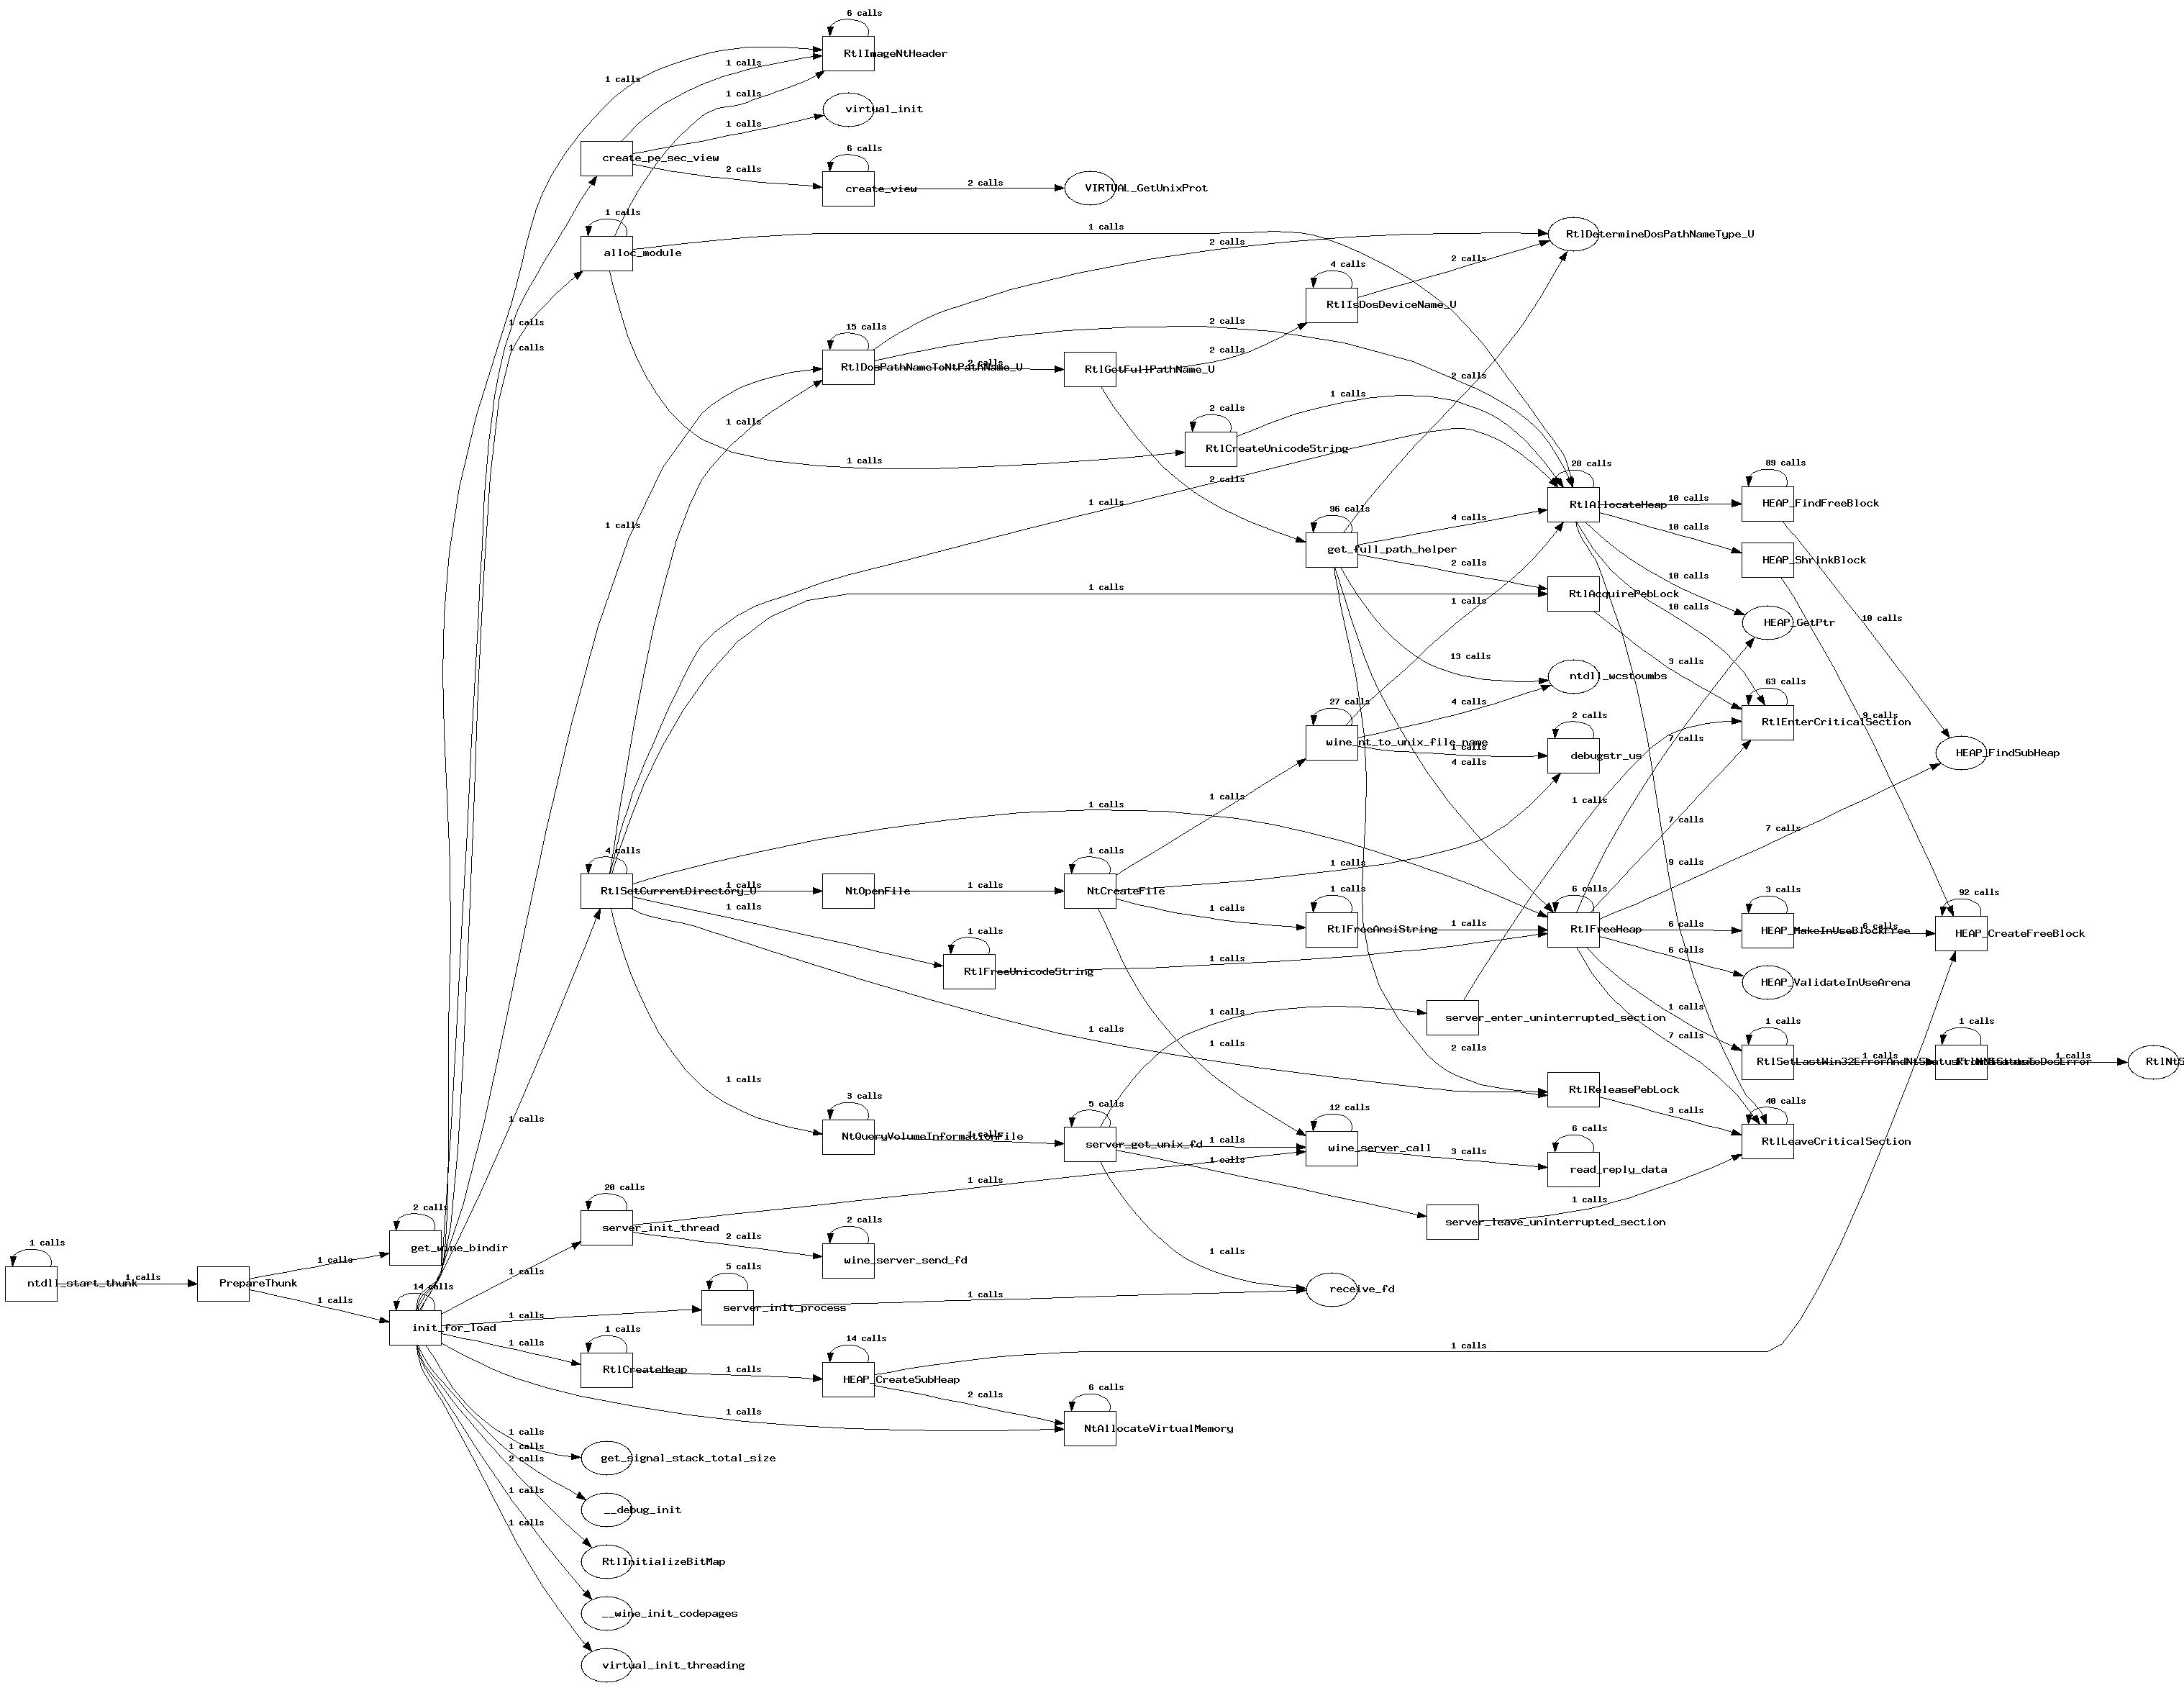 6 calls
RtlImageNtHeader
1 calls
1 calls
1 calls
virtual_init
1 calls
create_pe_sec_view
2 calls
6 calls
create_view
2 calls
VIRTUAL_GetUnixProt
1 calls
alloc_module
1 calls
2 calls
RtlDetermineDosPathNameType_U
2 calls
4 calls
RtlIsDosDeviceName_U
1 calls
1 calls
15 calls
2 calls
RtlDosPathNameToNtPathName_U
2 calls
RtlGetFullPathName_U
2 calls
2 calls
1 calls
2 calls
1 calls
RtlCreateUnicodeString
1 calls
2 calls
1 calls
28 calls
RtlAllocateHeap
10 calls
89 calls
HEAP_FindFreeBlock
1 calls
96 calls
get_full_path_helper
4 calls
2 calls
10 calls
HEAP_ShrinkBlock
10 calls
10 calls
1 calls
RtlAcquirePebLock
1 calls
HEAP_GetPtr
10 calls
13 calls
3 calls
ntdll_wcstoumbs
4 calls
27 calls
wine_nt_to_unix_file_name
1 calls
2 calls
debugstr_us
4 calls
63 calls
RtlEnterCriticalSection
7 calls
9 calls
HEAP_FindSubHeap
1 calls
1 calls
1 calls
7 calls
7 calls
4 calls
RtlSetCurrentDirectory_U
1 calls
NtOpenFile
1 calls
1 calls
NtCreateFile
1 calls
1 calls
1 calls
RtlFreeAnsiString
1 calls
6 calls
RtlFreeHeap
9 calls
6 calls
3 calls
HEAP_MakeInUseBlockFree
6 calls
92 calls
HEAP_CreateFreeBlock
1 calls
1 calls
RtlFreeUnicodeString
1 calls
6 calls
HEAP_ValidateInUseArena
1 calls
server_enter_uninterrupted_section
1 calls
1 calls
1 calls
7 calls
2 calls
1 calls
RtlSetLastWin32ErrorAndNtStatus
1 calls
1 calls
ToDosError
1 calls
RtlNtS
1 calls
RtlReleasePebLock
3 calls
3 calls
NtQueryVolumeInformationFile
1 calls
5 calls
server_get_unix_fd
1 calls
1 calls
12 calls
wine_server_call
3 calls
6 calls
read_reply_data
40 calls
RtlLeaveCriticalSection
1 calls
20 calls
server_init_thread
1 calls
2 calls
2 calls
wine_server_send_fd
server_leave_uninterrupted_section
1 calls
1 calls
2 calls
get_wine_bindir
1 calls
ntdll_start_thunk
1 calls
PrepareThunk
1 calls
1 calls
14 calls
init_for_load
1 calls
1 calls
5 calls
server_init_process
1 calls
receive_fd
1 calls
1 calls
RtlCreateHeap
1 calls
14 calls
HEAP_CreateSubHeap
1 calls
2 calls
6 calls
NtAllocateVirtualMemory
1 calls
1 calls
1 calls
2 calls
get_signal_stack_total_size
1 calls
__debug_init
1 calls
RtlInitializeBitMap
__wine_init_codepages
virtual_init_threading